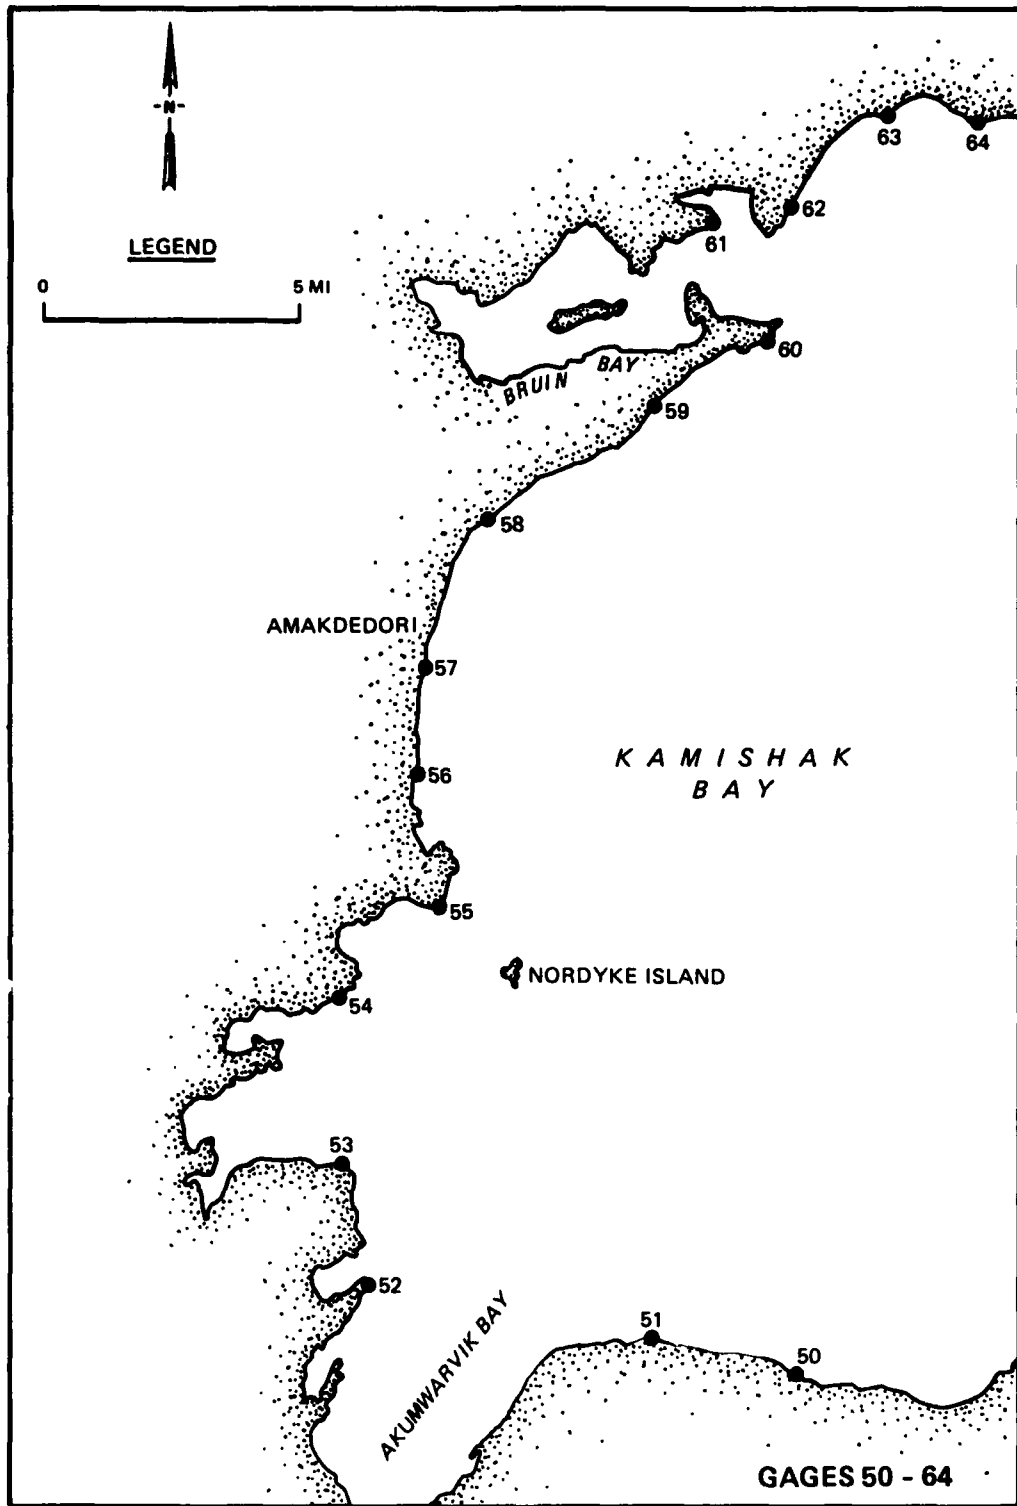 -N-
LEGEND
0 5 MI
63
64
62
61
60
BRUIN BAY
59
58
AMAKDEDORI
57
KAMISHAK
BAY
56
55
NORDYKE ISLAND
54
53
52
AKUMWARVIK BAY
51
50
GAGES 50 - 64